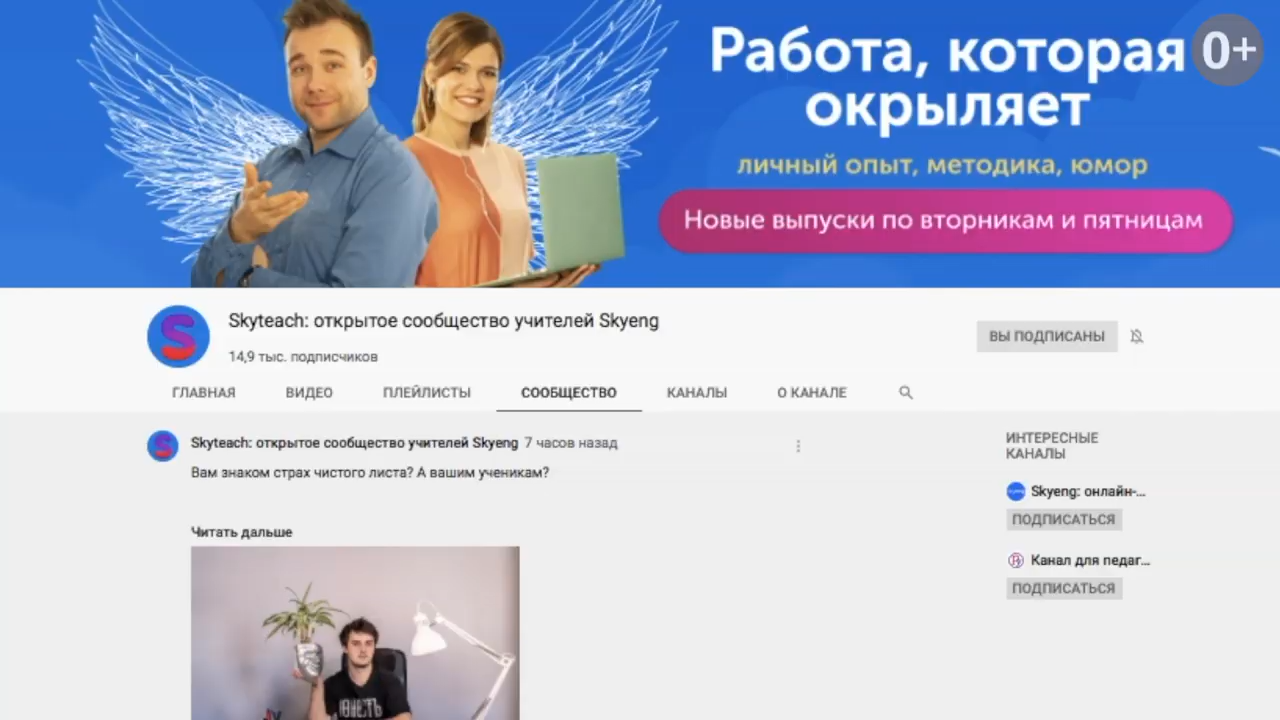 Работа, которая
0+
окрыляет
личный опыт, методика, юмор
Новые выпуски по вторникам и пятницам
S
Skyteach: открытое сообщество учителей Skyeng
14,9 тыс. подписчиков
ВЫ ПОДПИСАНЫ
ГЛАВНАЯ ВИДЕО ПЛЕЙЛИСТЫ СООБЩЕСТВО КАНАЛЫ О КАНАЛЕ
S
Skyteach: открытое сообщество учителей Skyeng 7 часов назад
Вам знаком страх чистого листа? А вашим ученикам?
Читать дальше
ИНТЕРЕСНЫЕ
КАНАЛЫ
Skyeng: онлайн-...
ПОДПИСАТЬСЯ
Канал для педаг...
ПОДПИСАТЬСЯ